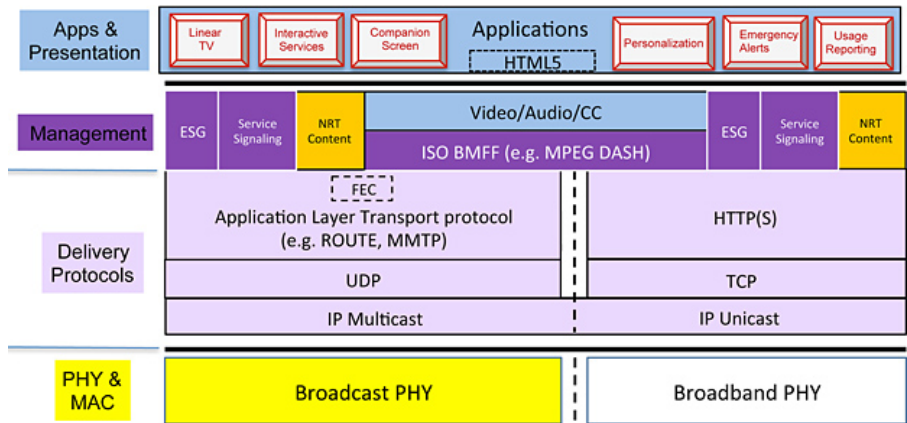 Apps &
Presentation
Linear
TV
Interactive
Services
Companion
Screen
Applications
HTML5
Personalization
Emergency
Alerts
Usage
Reporting
Management
ESG
Service
Signaling
NRT
Content
Video/Audio/CC
ISO BMFF (e.g. MPEG DASH)
ESG
Service
Signaling
NRT
Content
Delivery
Protocols
FEC
Application Layer Transport protocol
(e.g. ROUTE, MMTP)
HTTP(S)
UDP
TCP
IP Multicast
IP Unicast
PHY &
MAC
Broadcast PHY
Broadband PHY